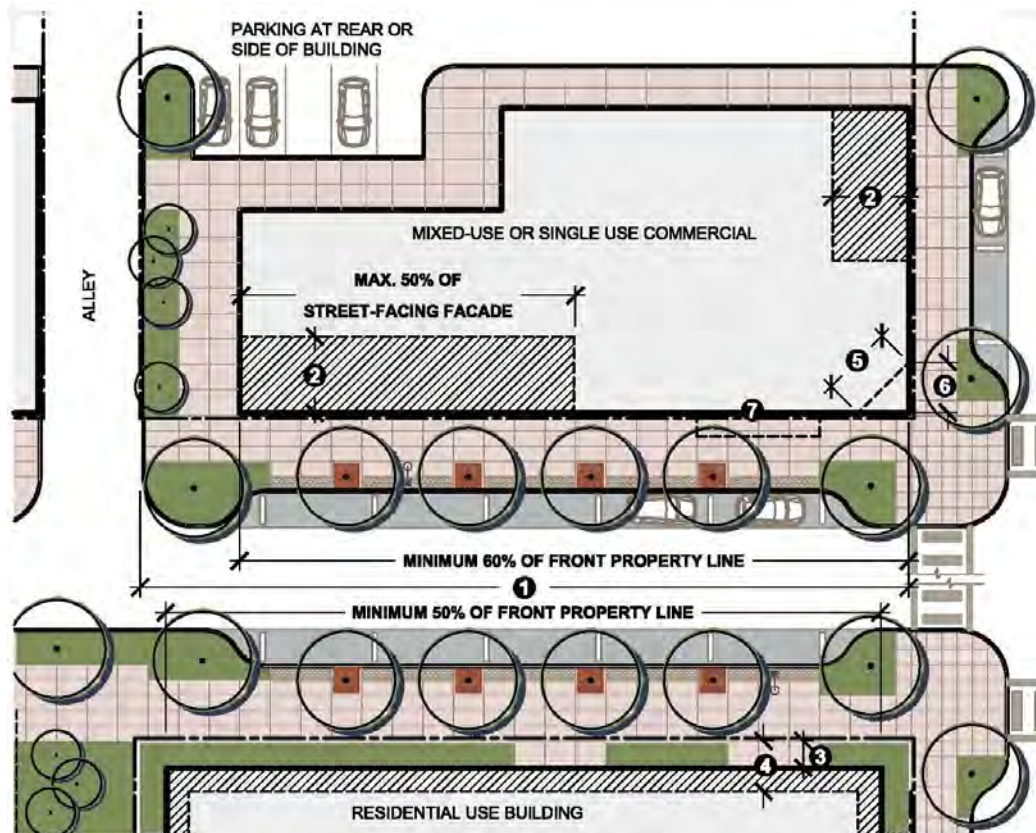 PARKING AT REAR OR
SIDE OF BUILDING
2
MIXED-USE OR SINGLE USE COMMERCIAL
ALLEY
MAX. 50% OF
STREET-FACING FACADE
2
5
6
7
MINIMUM 60% OF FRONT PROPERTY LINE
1
MINIMUM 50% OF FRONT PROPERTY LINE
3
4
RESIDENTIAL USE BUILDING